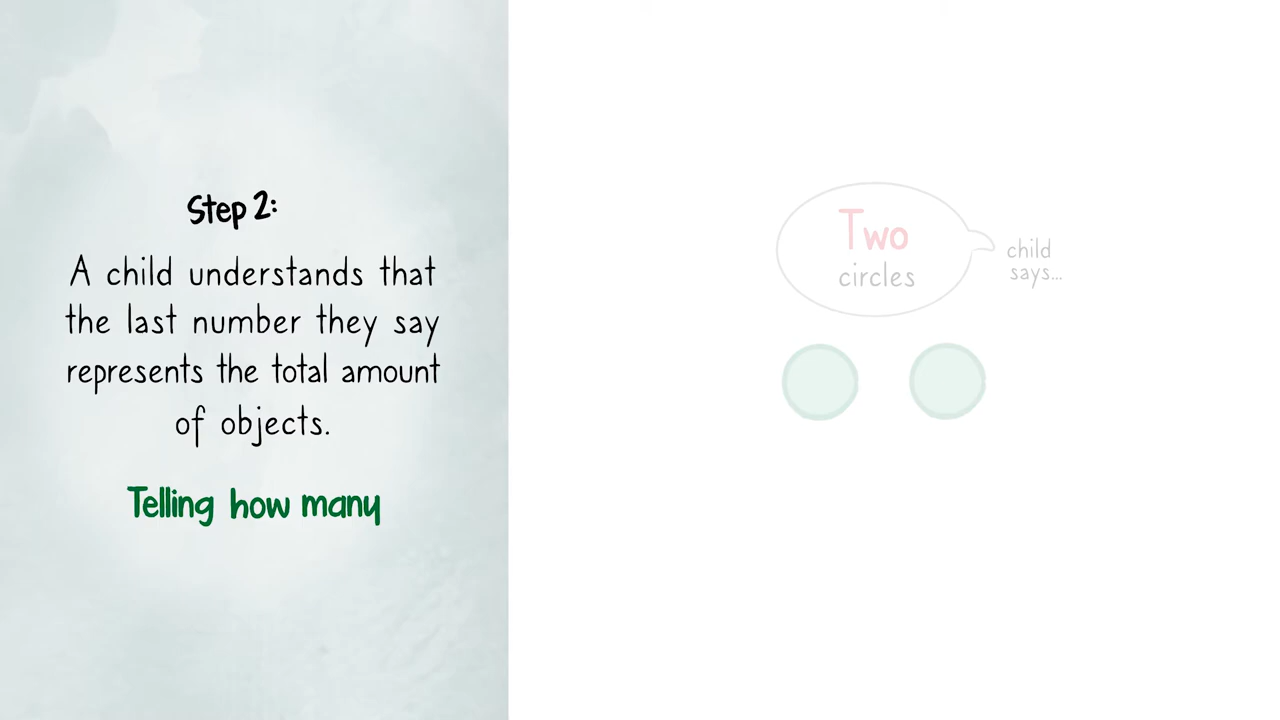 Step 2:
A child understands that
the last number they say
represents the total amount
of objects.
Telling how many
Two
circles
child
says...